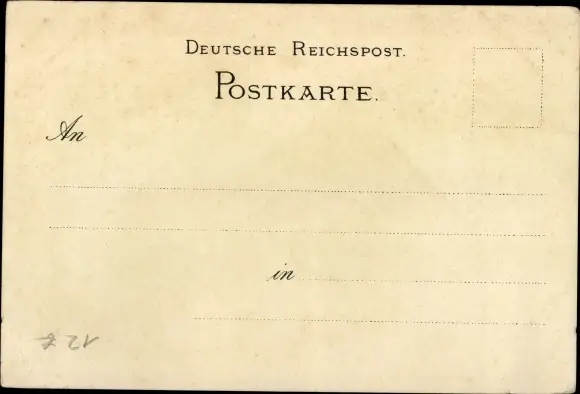 DEUTSCHE REICHSPOST.
POSTKARTE.
An
in